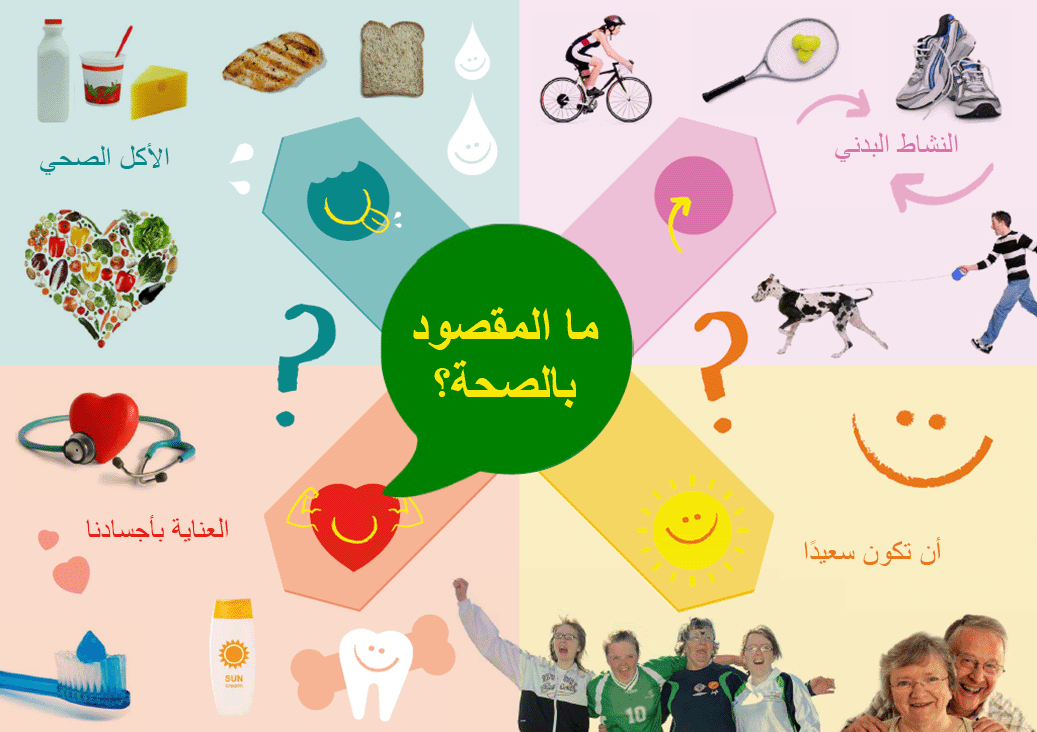 النشاط البدني
الأكل الصحي
ما المقصود
بالصحة؟
العناية بأجسادنا
أن تكون سعيدًا
SUN
cream
10